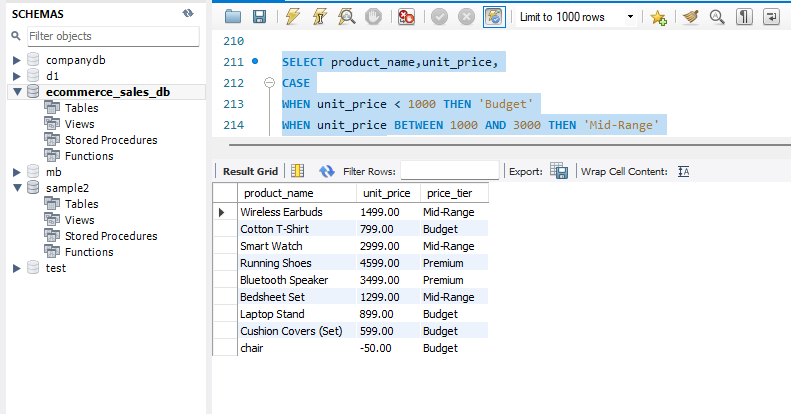 SCHEMAS
Filter objects
companydb
d1
ecommerce_sales_db
Tables
Views
Stored Procedures
Functions
mb
sample2
Tables
Views
Stored Procedures
Functions
test
Limit to 1000 rows
210
211 SELECT product_name,unit_price,
212 CASE
213 WHEN unit_price < 1000 THEN 'Budget'
214 WHEN unit_price BETWEEN 1000 AND 3000 THEN 'Mid-Range'
Result Grid Filter Rows: Export: Wrap Cell Content:
product_name unit_price price_tier
Wireless Earbuds 1499.00 Mid-Range
Cotton T-Shirt 799.00 Budget
Smart Watch 2999.00 Mid-Range
Running Shoes 4599.00 Premium
Bluetooth Speaker 3499.00 Premium
Bedsheet Set 1299.00 Mid-Range
Laptop Stand 899.00 Budget
Cushion Covers (Set) 599.00 Budget
chair -50.00 Budget